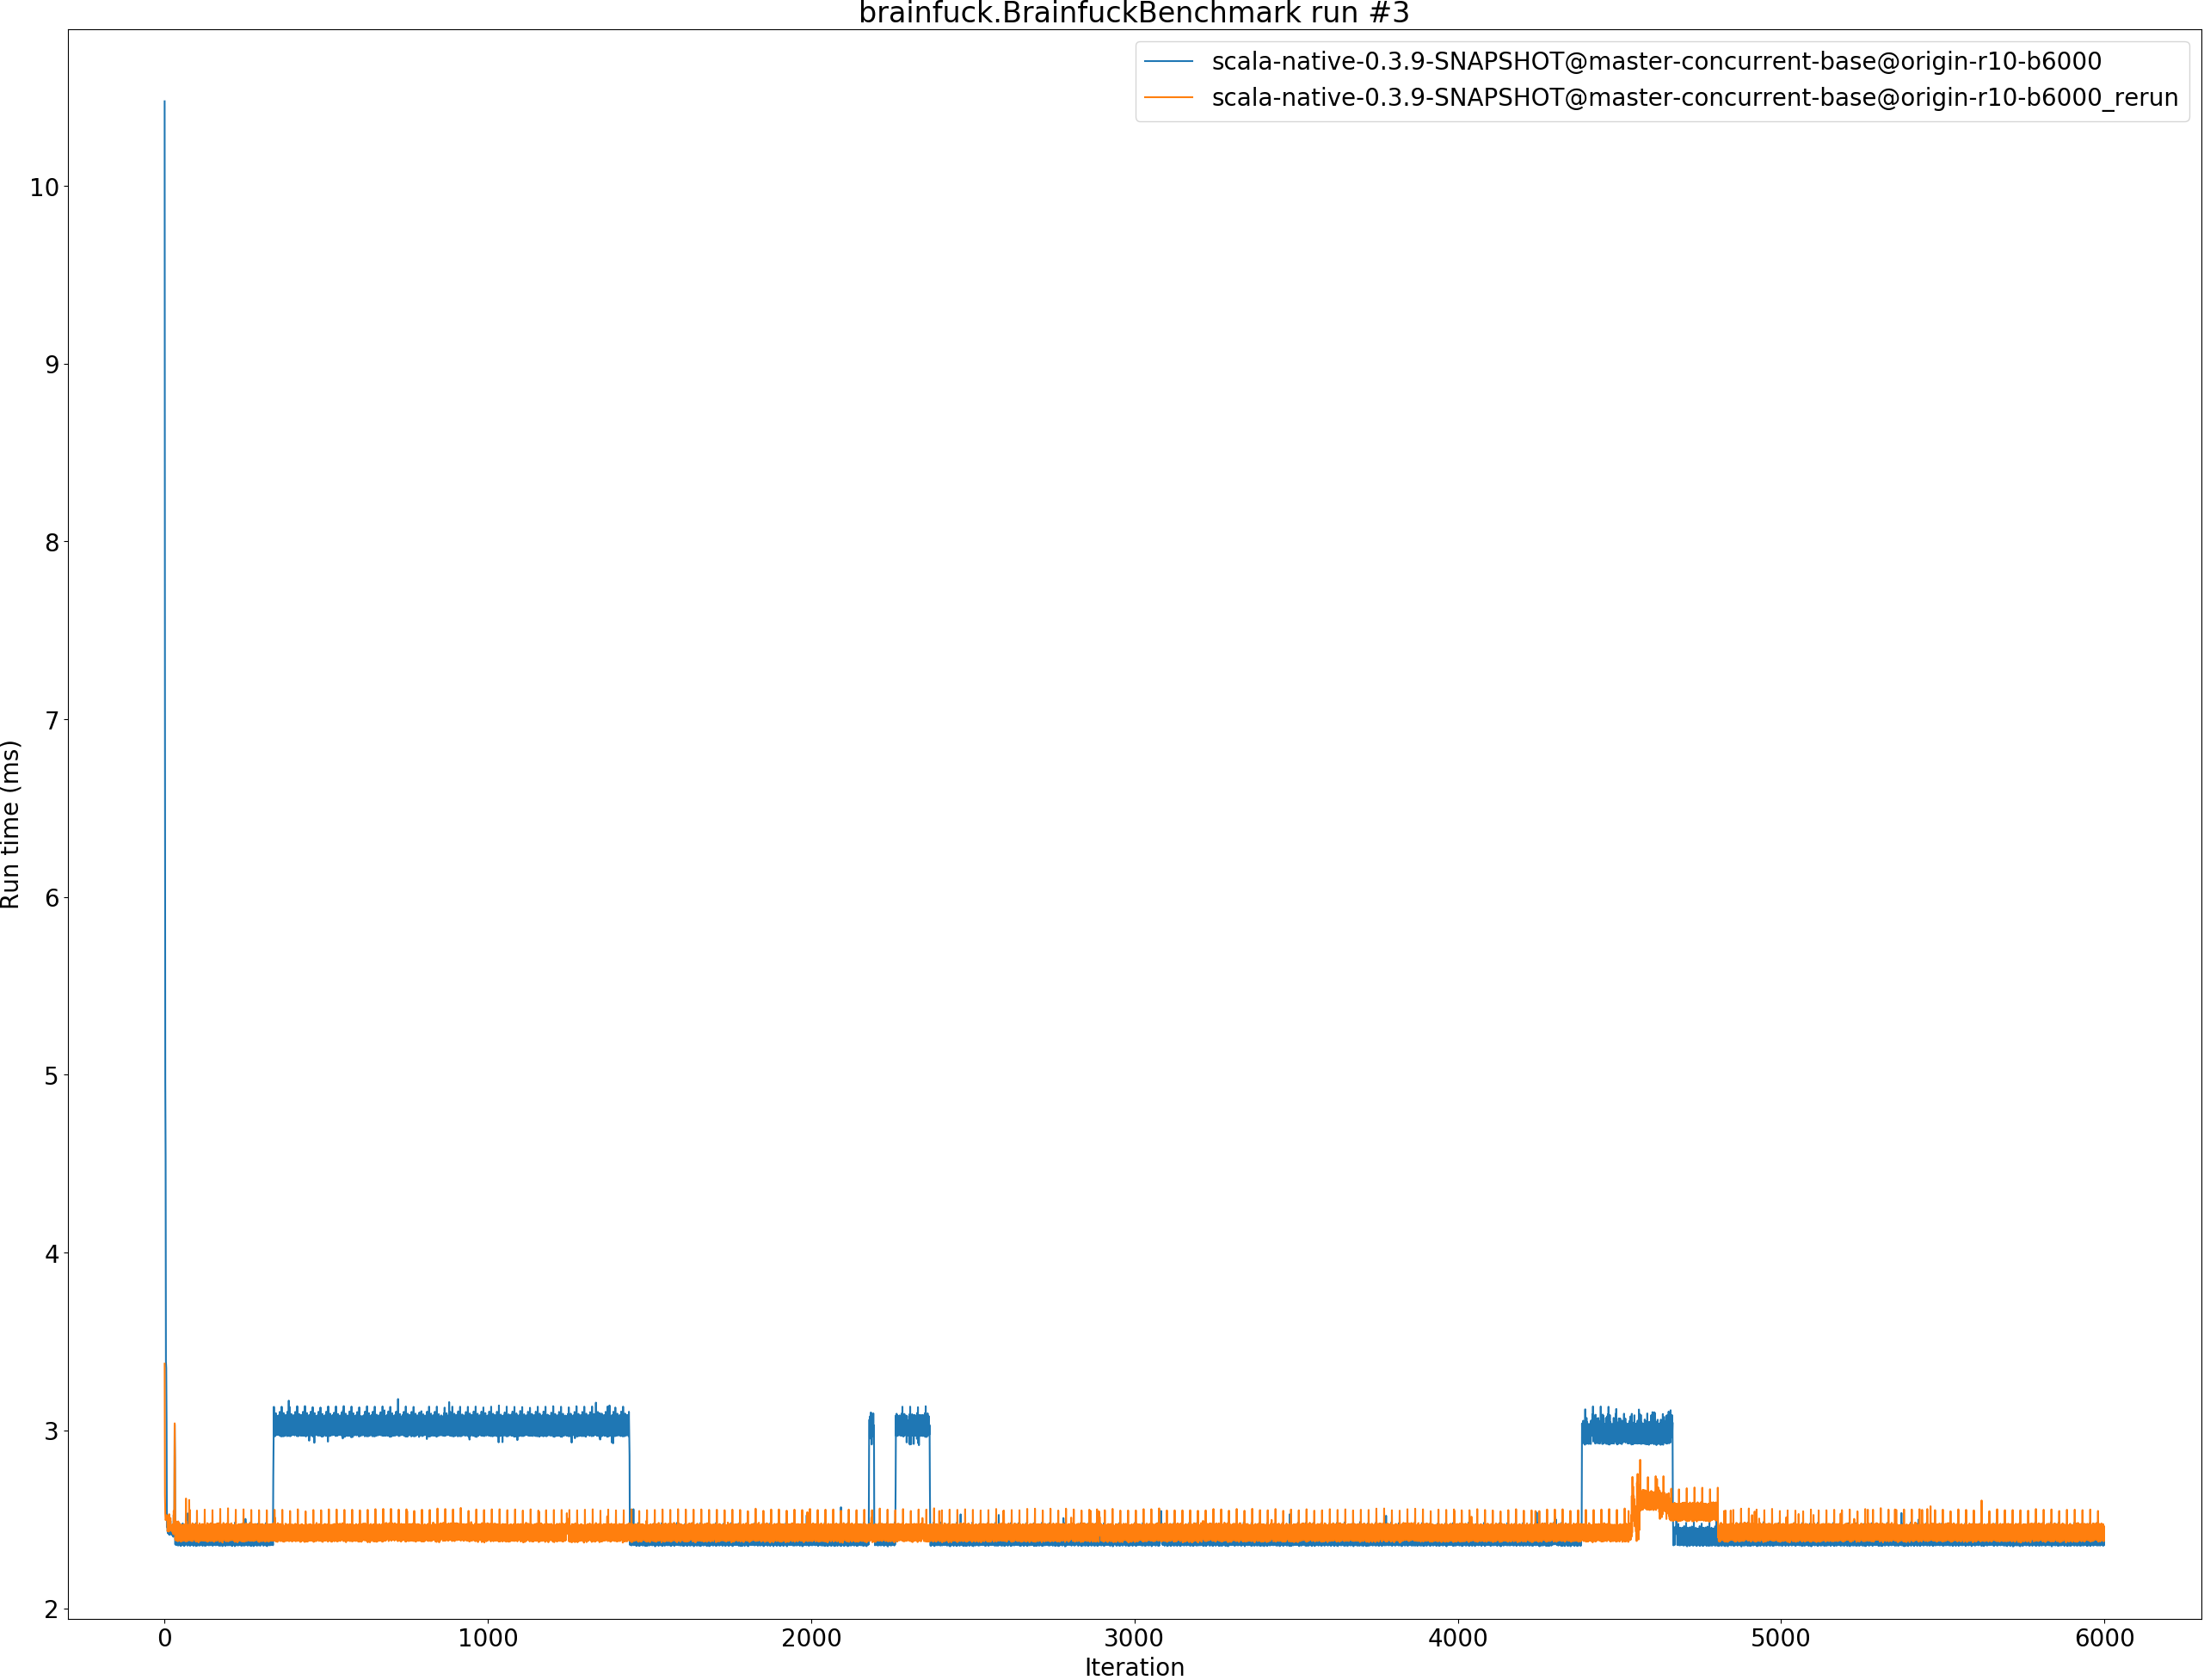 brainfuck.BrainfuckBenchmark run #3
scala-native-0.3.9-SNAPSHOT@master-concurrent-base@origin-r10-b6000
scala-native-0.3.9-SNAPSHOT@master-concurrent-base@origin-r10-b6000_rerun
10
9
8
7
6
5
4
3
2
Run time (ms)
0 1000 2000 3000 4000 5000 6000
Iteration